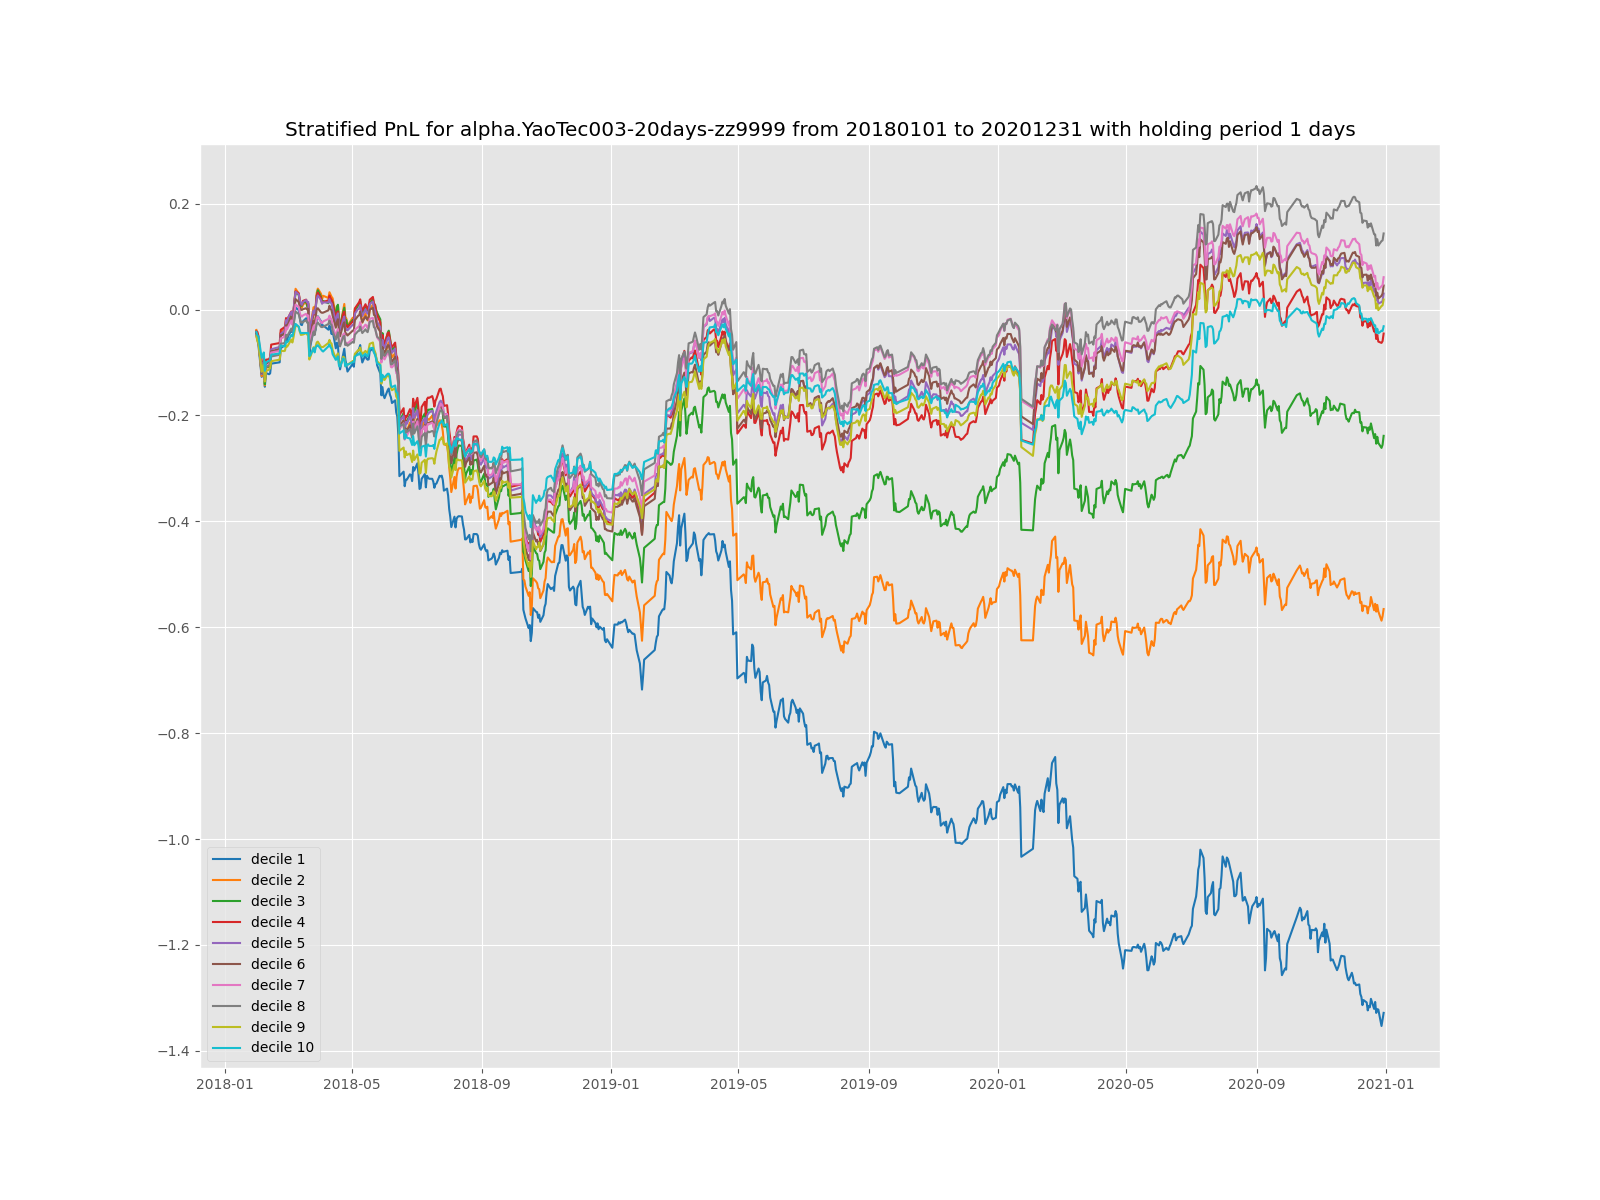 Stratified PnL for alpha.YaoTec003-20days-zz9999 from 20180101 to 20201231 with holding period 1 days
0.2
0.0
−0.2
−0.4
−0.6
−0.8
−1.0
−1.2
−1.4
decile 1
decile 2
decile 3
decile 4
decile 5
decile 6
decile 7
decile 8
decile 9
decile 10
2018-01 2018-05 2018-09 2019-01 2019-05 2019-09 2020-01 2020-05 2020-09 2021-01